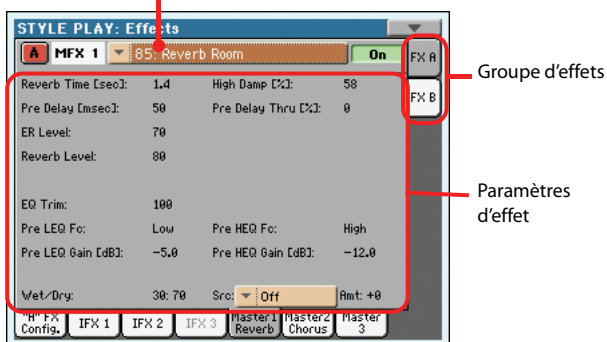 STYLE PLAY: Effects
A MFX 1 85: Reverb Room On FX A
Groupe d'effets
Reverb Time [sec]: 1.4 High Damp [%]: 58
FX B
Pre Delay [msec]: 50 Pre Delay Thru [%]: 0
ER Level: 70
Reverb Level: 80
Paramètres
d'effet
EQ Trim: 100
Pre LEQ Fc: Low Pre HEQ Fc: High
Pre LEQ Gain [dB]: -5.0 Pre HEQ Gain [dB]: -12.0
Wet/Dry: 30: 70 Src: Off Amt: +0
"A" FX
Config. IFX 1 IFX 2 IFX 3 Master1
Reverb Master2
Chorus Master
3